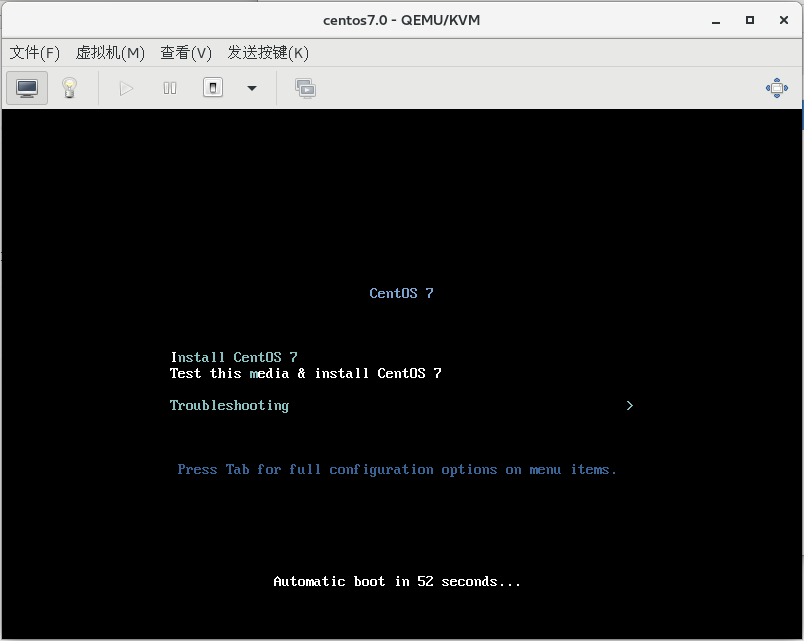 centos7.0 - QEMU/KVM
文件(F) 虚拟机(M) 查看(V) 发送按键(K)
CentOS 7
Install CentOS 7
Test this media & install CentOS 7
Troubleshooting >
Press Tab for full configuration options on menu items.
Automatic boot in 52 seconds...